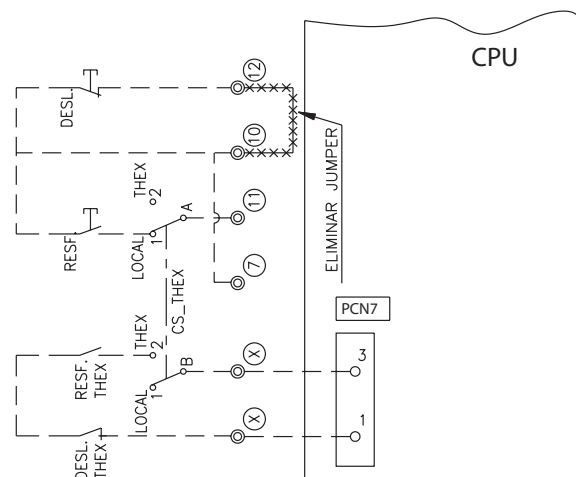 CPU
12
DESL.
10
ELIMINAR JUMPER
THEX
2
A
11
RESF.
LOCAL
1
7
CS_THEX
PCN7
THEX
2
B
X
3
RESF.
THEX
LOCAL
1
X
1
DESL.
THEX